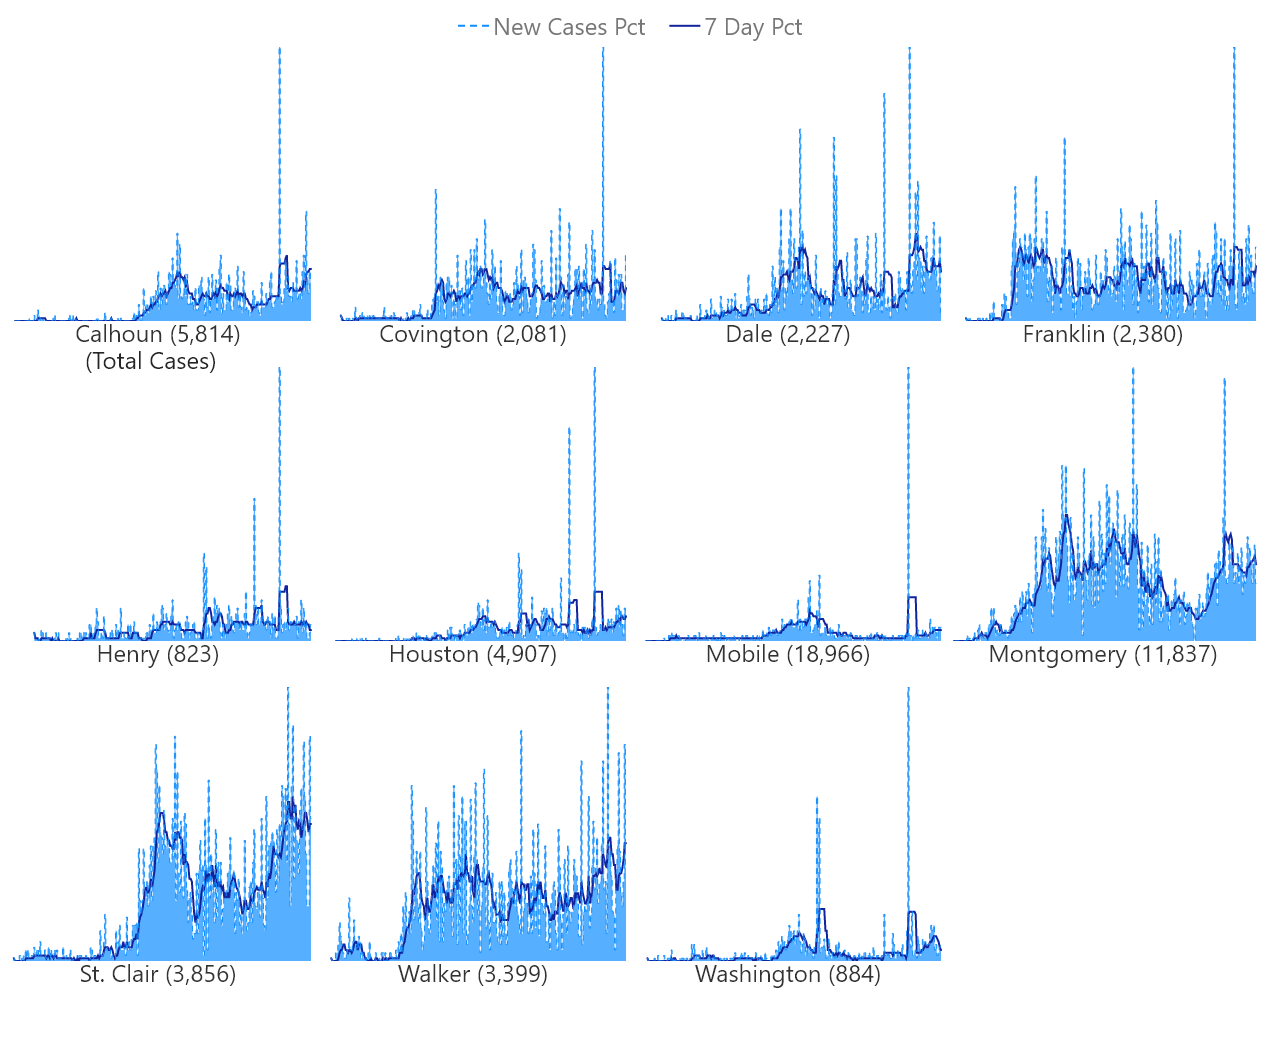 New Cases Pct 7 Day Pct
Calhoun (5,814) Covington (2,081) Dale (2,227) Franklin (2,380)
(Total Cases)
Henry (823) Houston (4,907) Mobile (18,966) Montgomery (11,837)
St. Clair (3,856) Walker (3,399) Washington (884)